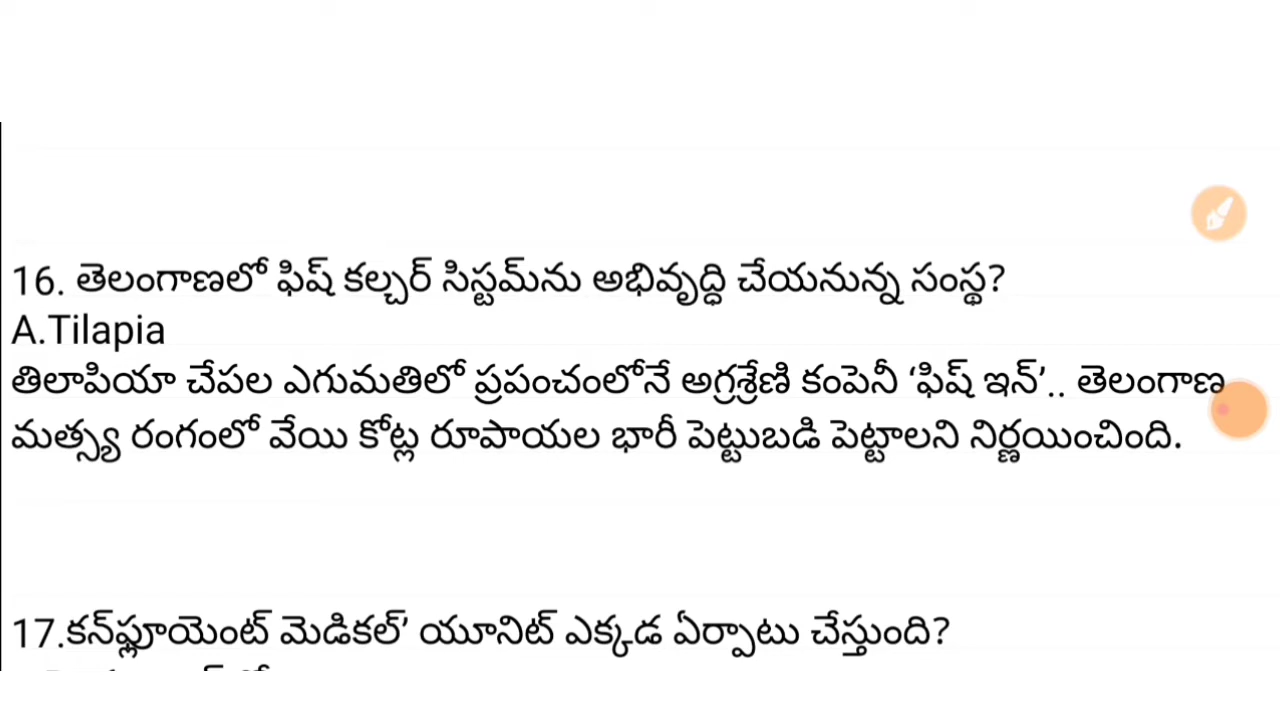 16. తెలంగాణలో ఫిష్ కల్చర్ సిస్టమ్‌ను అభివృద్ధి చేయనున్న సంస్థ?
A.Tilapia
తిలాపియా చేపల ఎగుమతిలో ప్రపంచంలోనే అగ్రశ్రేణి కంపెనీ ‘ఫిష్ ఇన్’.. తెలంగాణ
మత్స్య రంగంలో వేయి కోట్ల రూపాయల భారీ పెట్టుబడి పెట్టాలని నిర్ణయించింది.
17.కన్‌ఫ్లూయెంట్ మెడికల్’ యూనిట్ ఎక్కడ ఏర్పాటు చేస్తుంది?